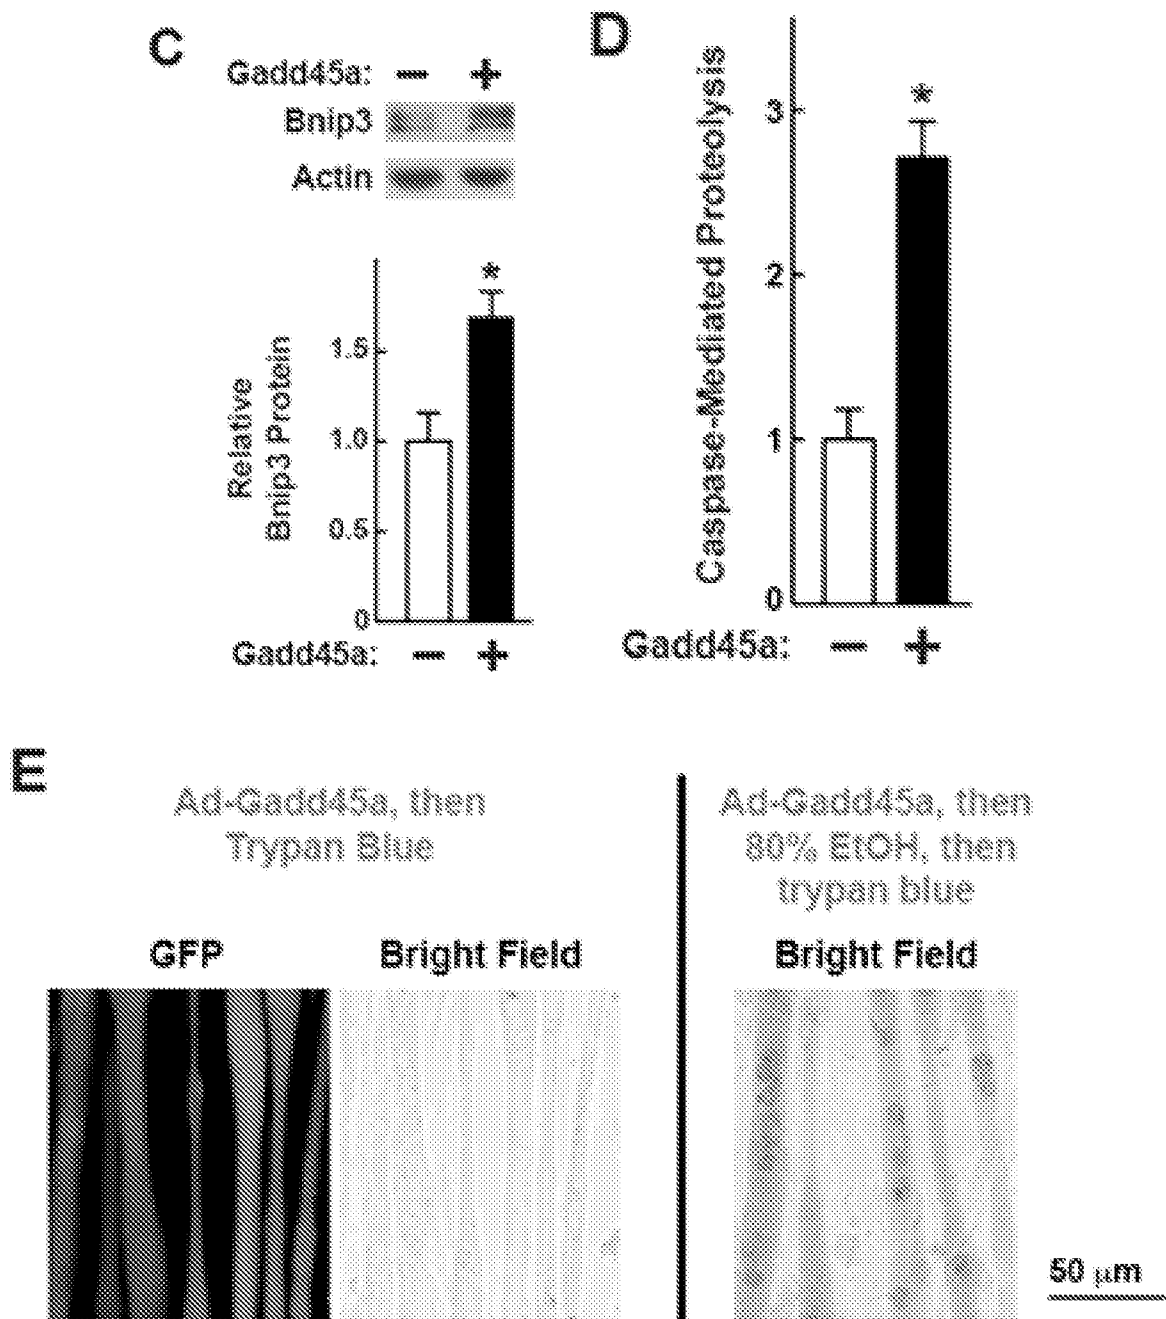 C
Gadd45a: − +
Bnip3
Actin
*
Relative
Bnip3 Protein
1.5
1.0
0.5
0
Gadd45a: − +
D
Caspase-Mediated Proteolysis
*
3
2
1
0
Gadd45a: − +
E
Ad-Gadd45a, then
Trypan Blue
GFP
Bright Field
Ad-Gadd45a, then
80% EtOH, then
trypan blue
Bright Field
50 μm